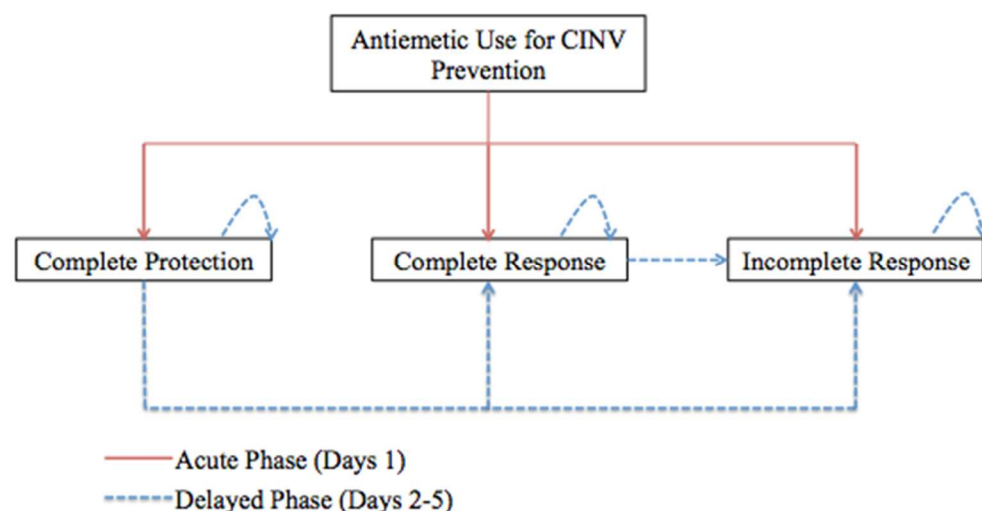 Antiemetic Use for CINV
Prevention
Complete Protection
Complete Response
Incomplete Response
Acute Phase (Days 1)
Delayed Phase (Days 2-5)